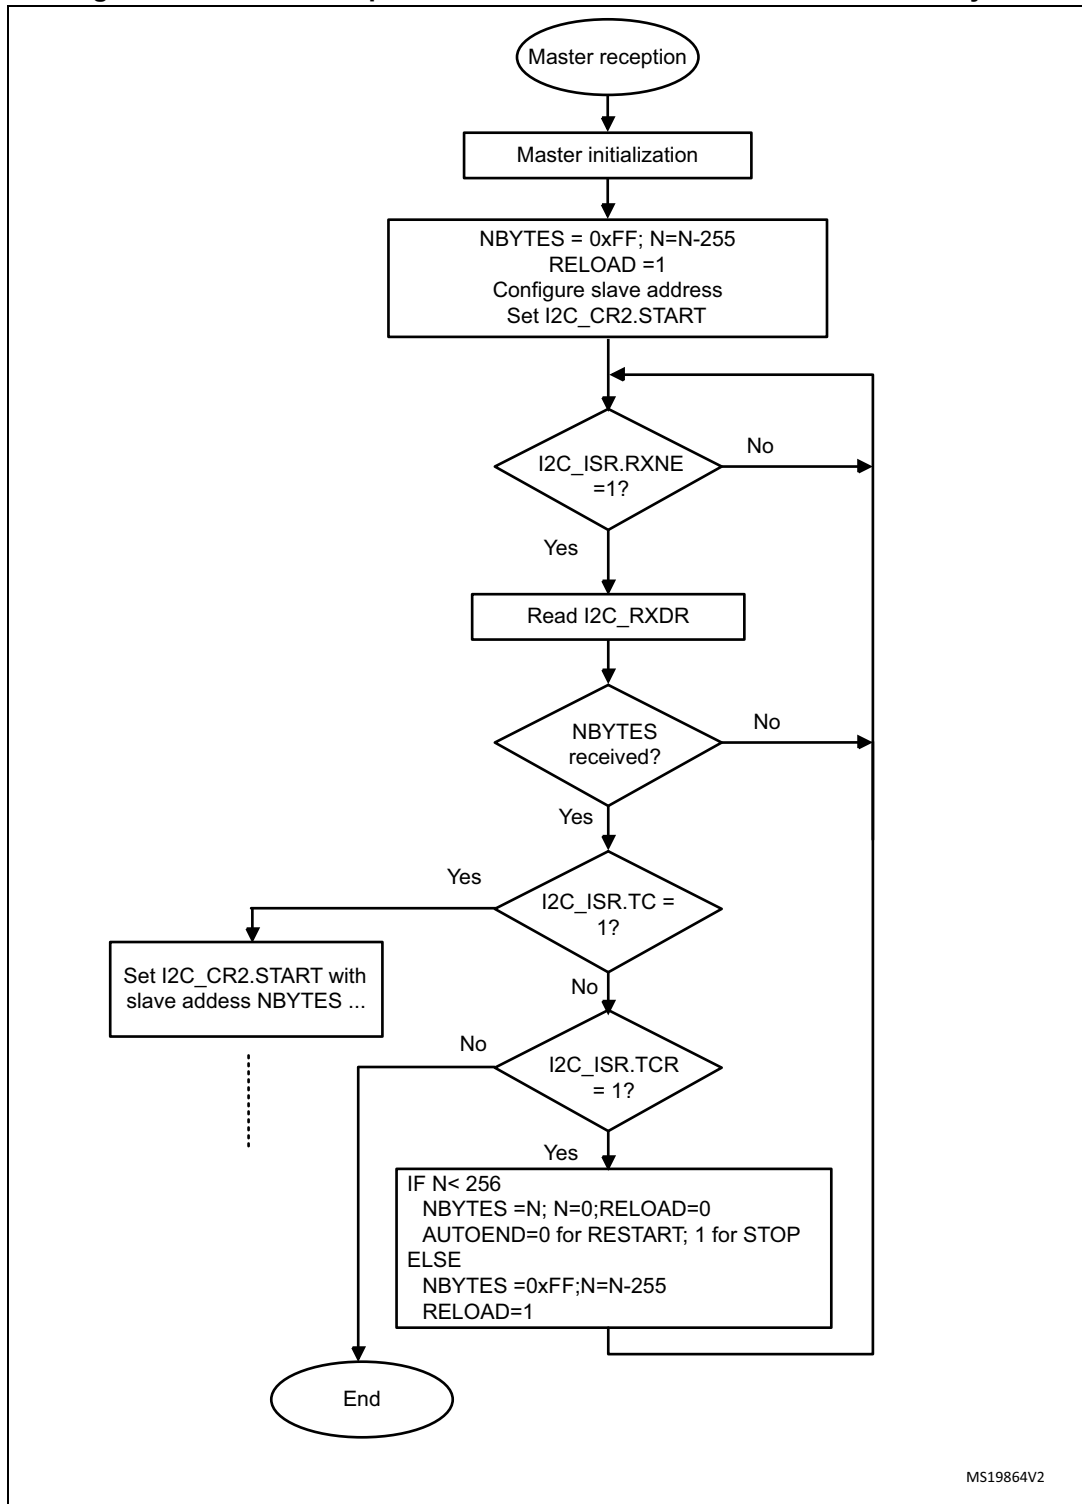 Master reception
Master initialization
NBYTES = 0xFF; N=N-255
RELOAD =1
Configure slave address
Set I2C_CR2.START
I2C_ISR.RXNE
=1?
No
Yes
Read I2C_RXDR
NBYTES
received?
No
Yes
I2C_ISR.TC =
1?
Yes
Set I2C_CR2.START with
slave addess NBYTES ...
No
I2C_ISR.TCR
= 1?
No
Yes
IF N< 256
NBYTES =N; N=0;RELOAD=0
AUTOEND=0 for RESTART; 1 for STOP
ELSE
NBYTES =0xFF;N=N-255
RELOAD=1
End
MS19864V2